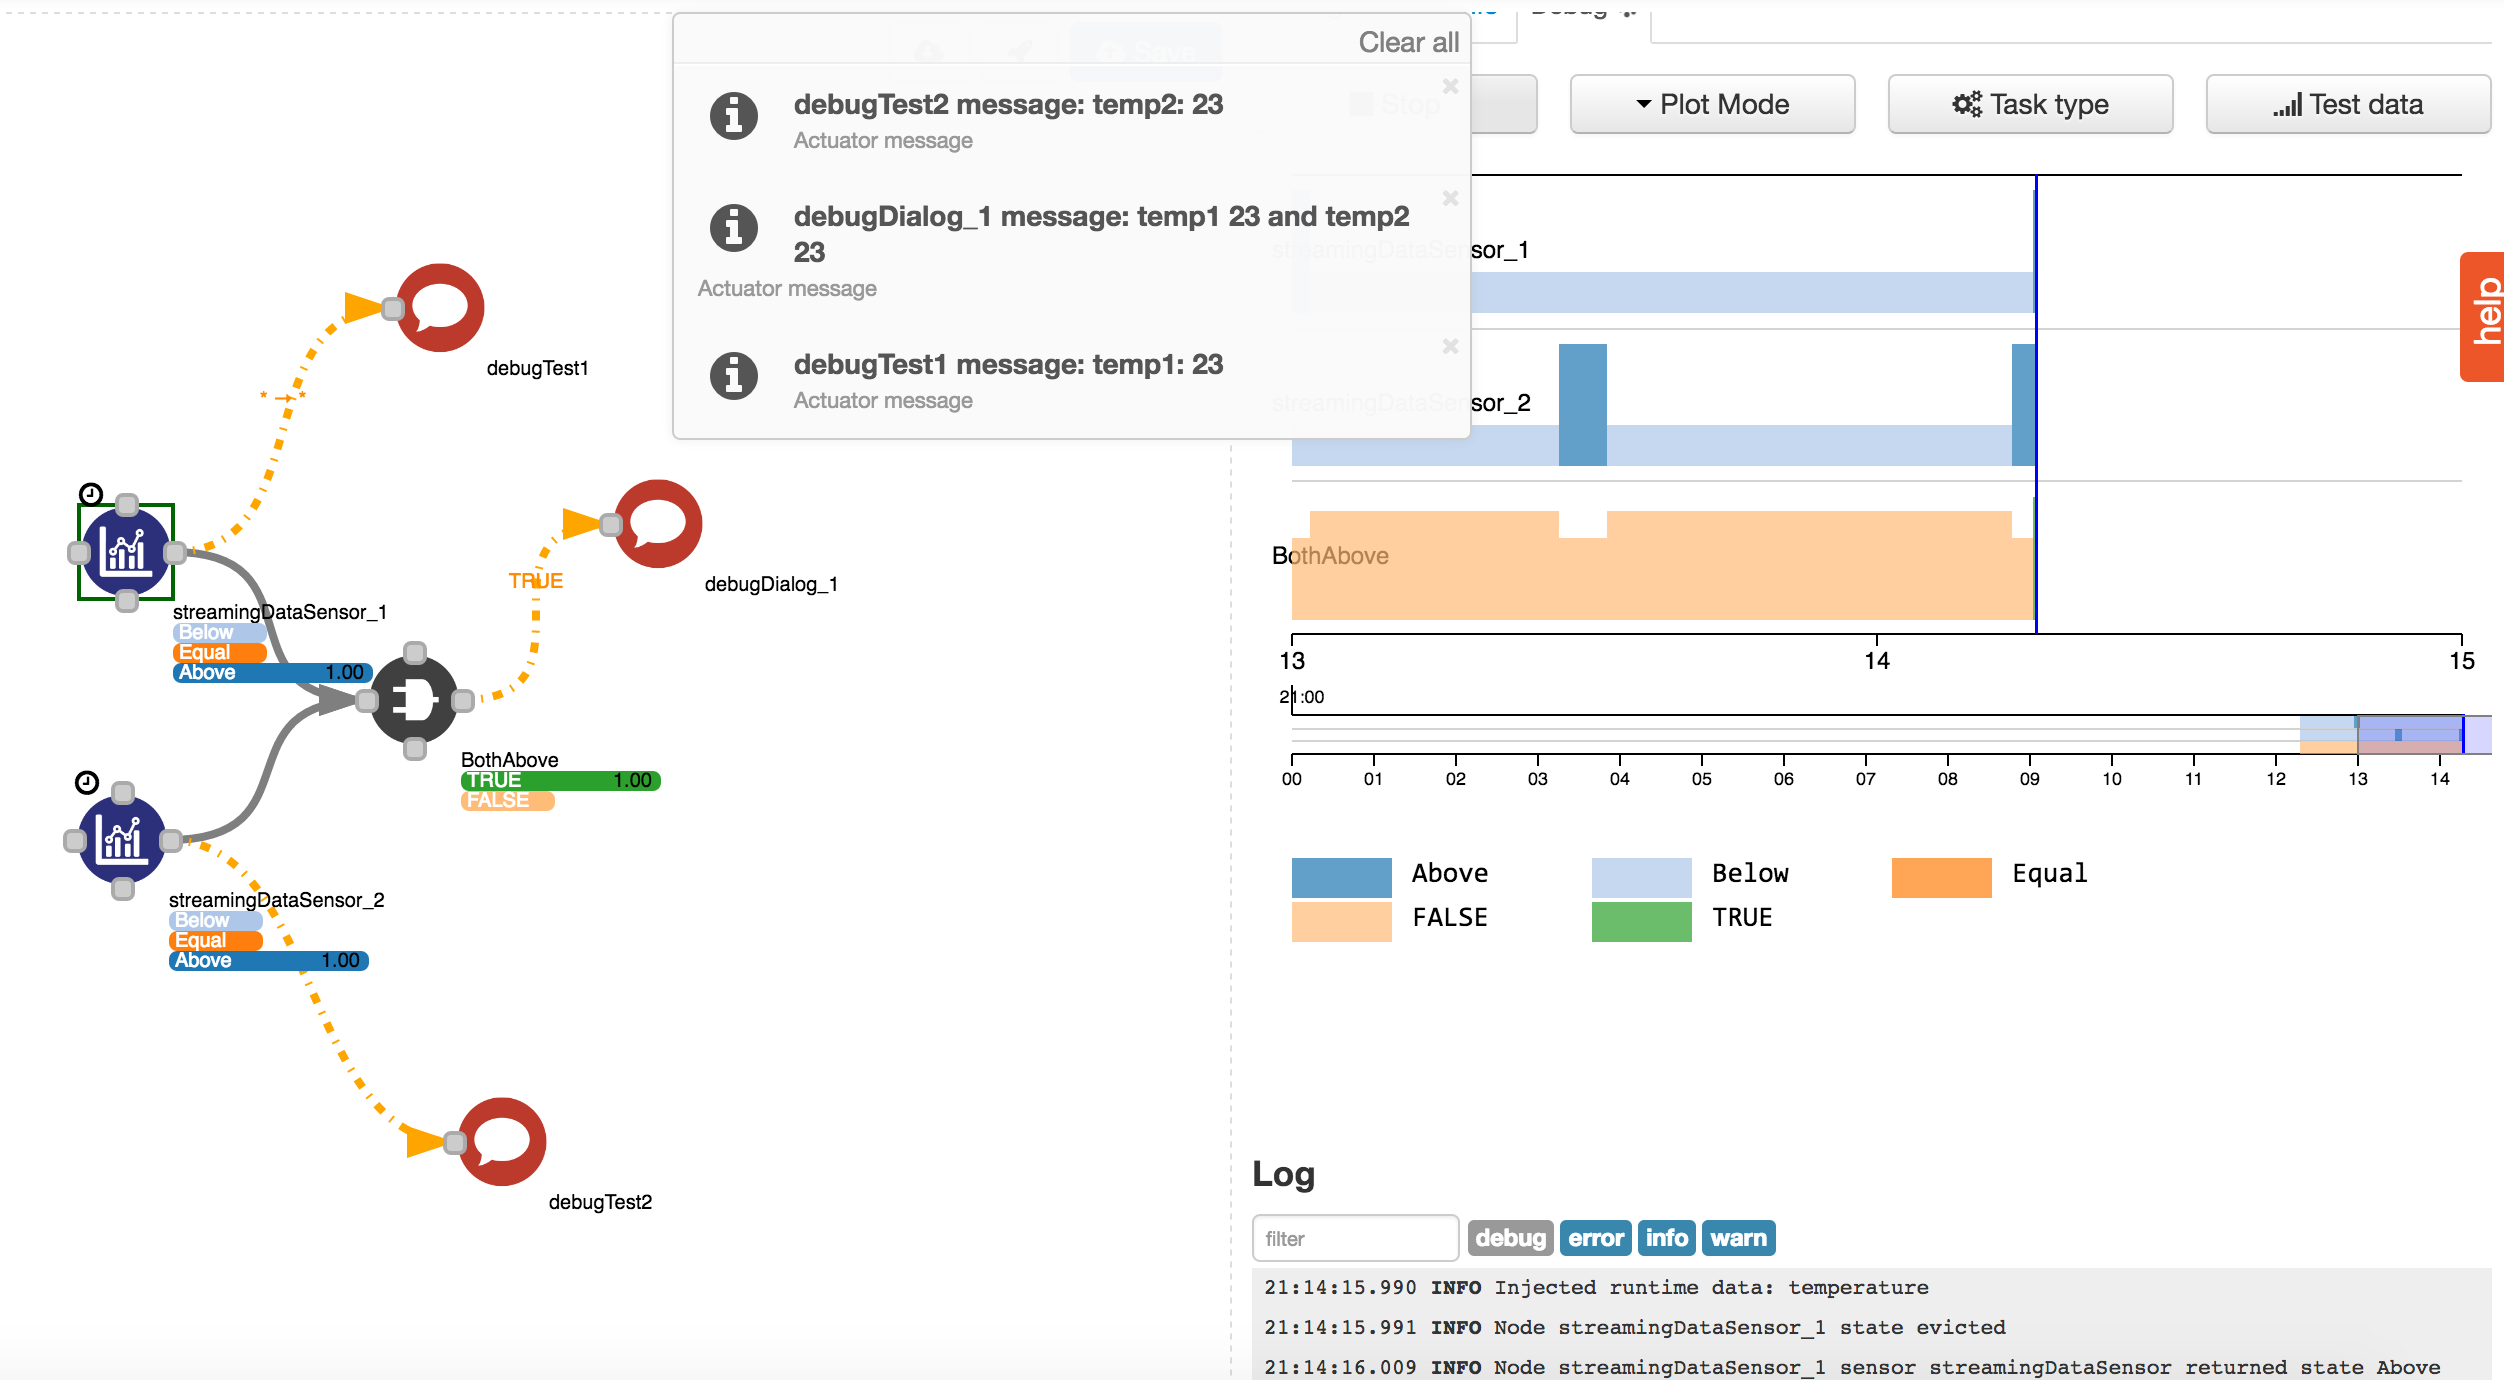 Debug
Clear all
Save
Stop
Plot Mode
Task type
Test data
debugTest2 message: temp2: 23
Actuator message
debugDialog_1 message: temp1 23 and temp2
23
Actuator message
debugTest1 message: temp1: 23
Actuator message
help
streamingDataSensor_1
streamingDataSensor_2
BothAbove
13 14 15
21:00
00 01 02 03 04 05 06 07 08 09 10 11 12 13 14
Above Below Equal
FALSE TRUE
debugTest1
* → *
debugDialog_1
TRUE
streamingDataSensor_1
Below
Equal
Above 1.00
BothAbove
TRUE 1.00
FALSE
streamingDataSensor_2
Below
Equal
Above 1.00
debugTest2
Log
filter debug error info warn
21:14:15.990 INFO Injected runtime data: temperature
21:14:15.991 INFO Node streamingDataSensor_1 state evicted
21:14:16.009 INFO Node streamingDataSensor_1 sensor streamingDataSensor returned state Above